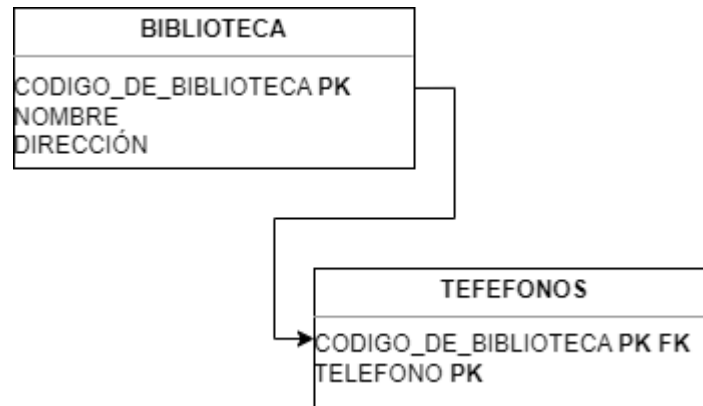 BIBLIOTECA
CODIGO_DE_BIBLIOTECA PK
NOMBRE
DIRECCIÓN
TEFEFONOS
CODIGO_DE_BIBLIOTECA PK FK
TELEFONO PK